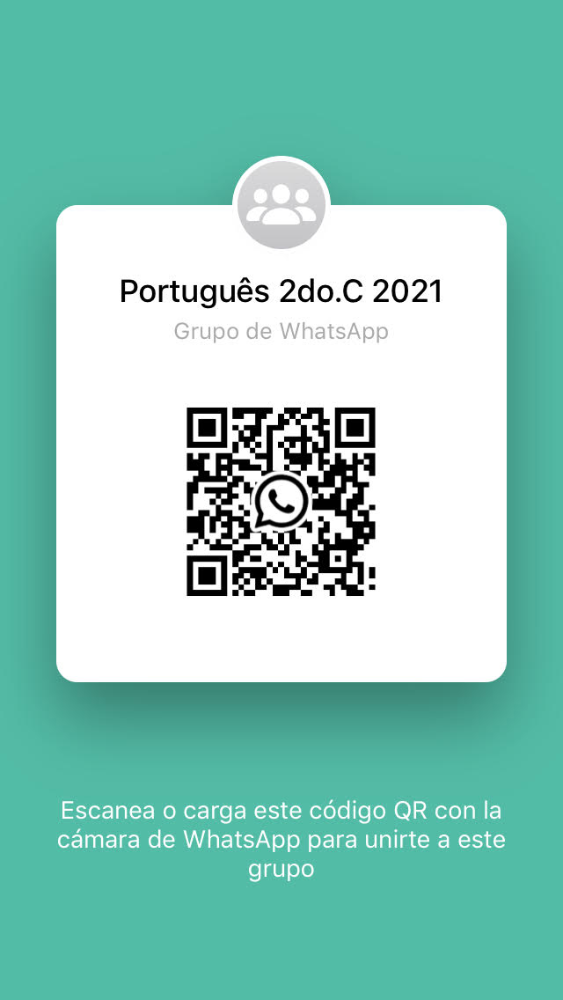 Português 2do.C 2021
Grupo de WhatsApp
Escanea o carga este código QR con la
cámara de WhatsApp para unirte a este
grupo